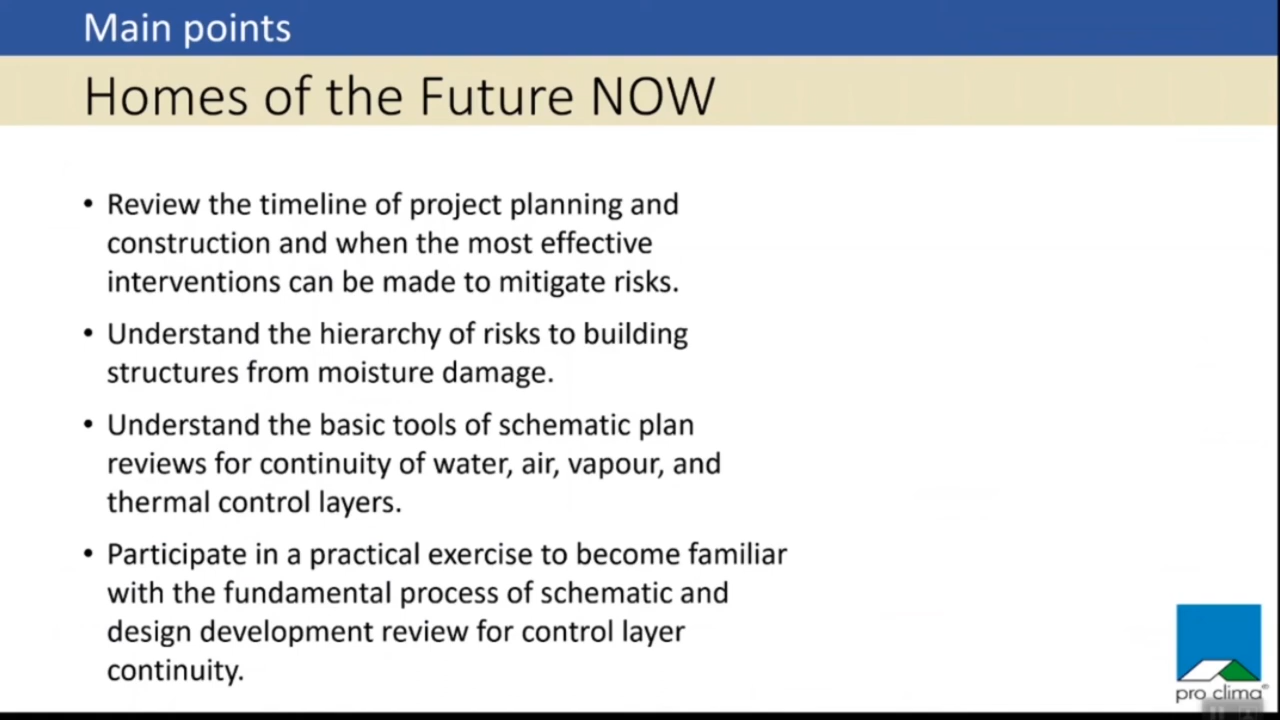 Main points
Homes of the Future NOW
• Review the timeline of project planning and
construction and when the most effective
interventions can be made to mitigate risks.
• Understand the hierarchy of risks to building
structures from moisture damage.
• Understand the basic tools of schematic plan
reviews for continuity of water, air, vapour, and
thermal control layers.
• Participate in a practical exercise to become familiar
with the fundamental process of schematic and
design development review for control layer
continuity.
pro clima®